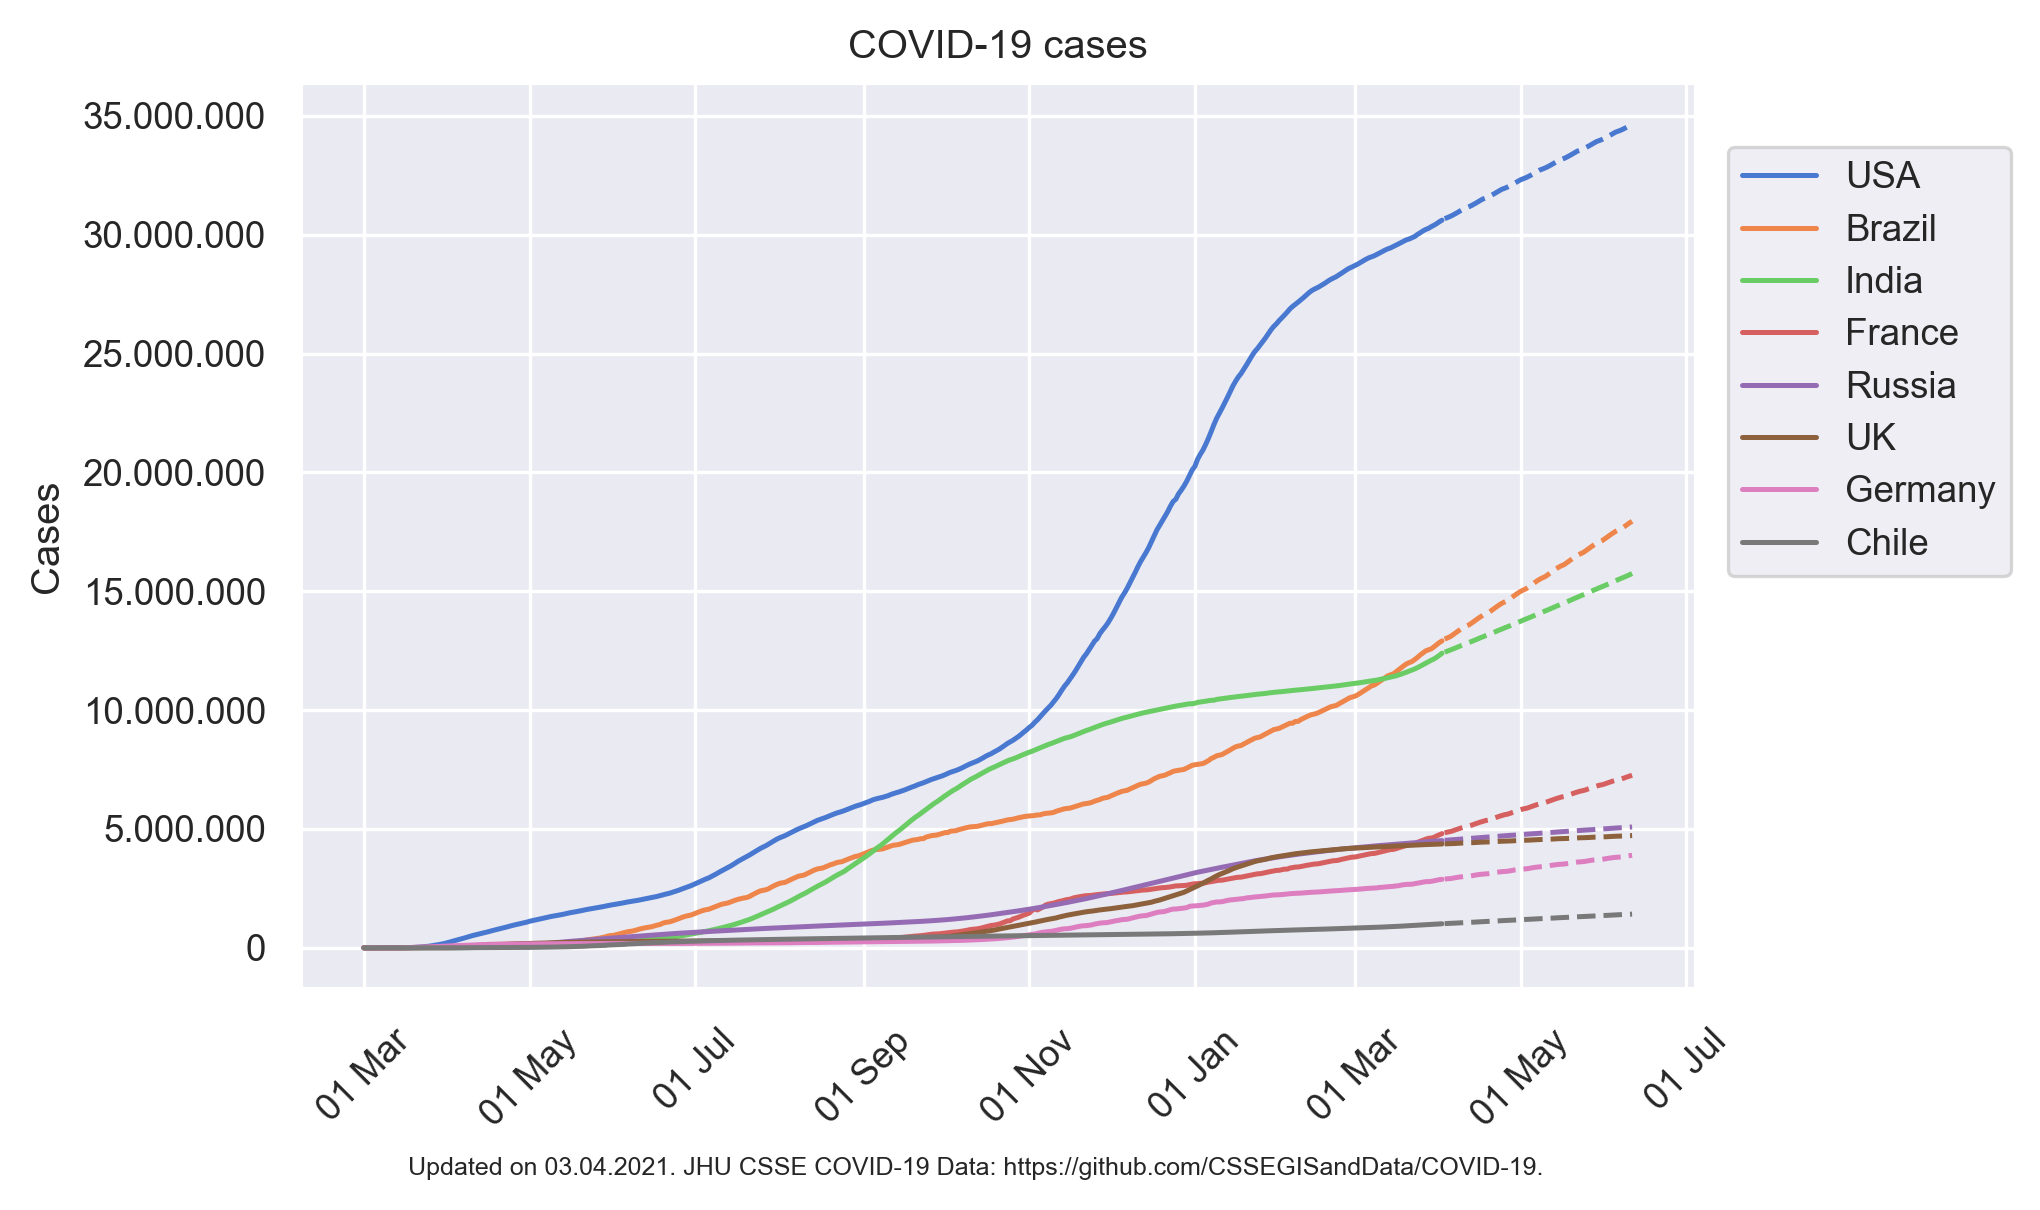 COVID-19 cases
35.000.000
30.000.000
25.000.000
20.000.000
15.000.000
10.000.000
5.000.000
0
Cases
01 Mar
01 May
01 Jul
01 Sep
01 Nov
01 Jan
01 Mar
01 May
01 Jul
USA
Brazil
India
France
Russia
UK
Germany
Chile
Updated on 03.04.2021. JHU CSSE COVID-19 Data: https://github.com/CSSEGISandData/COVID-19.